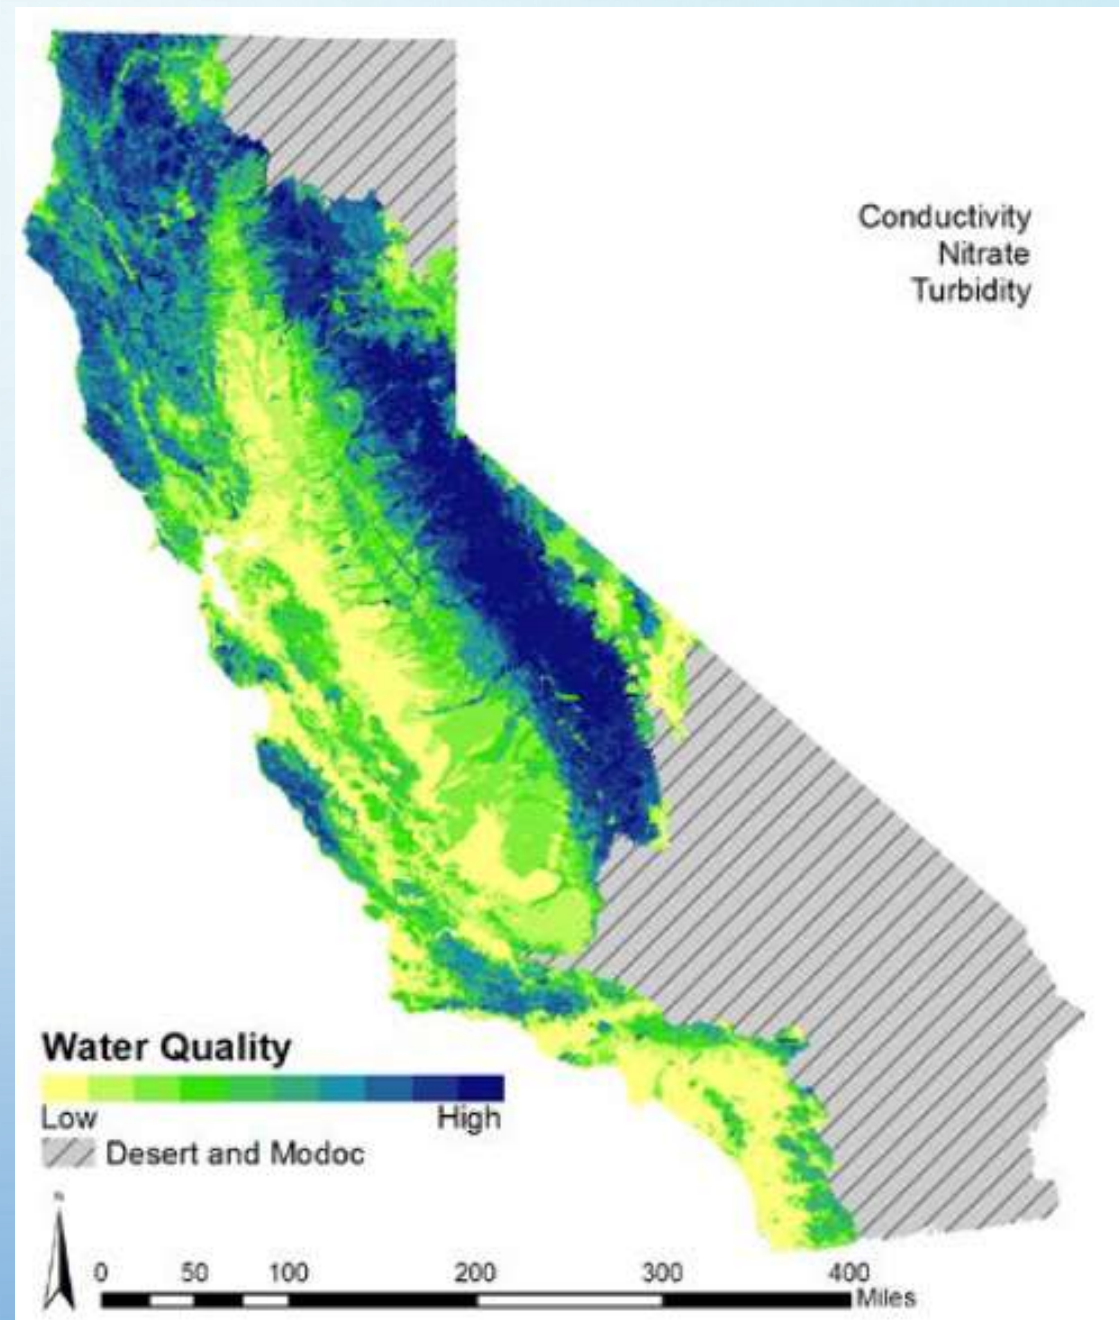 Conductivity
Nitrate
Turbidity
Water Quality
Low High
Desert and Modoc
N
0 50 100 200 300 400
Miles